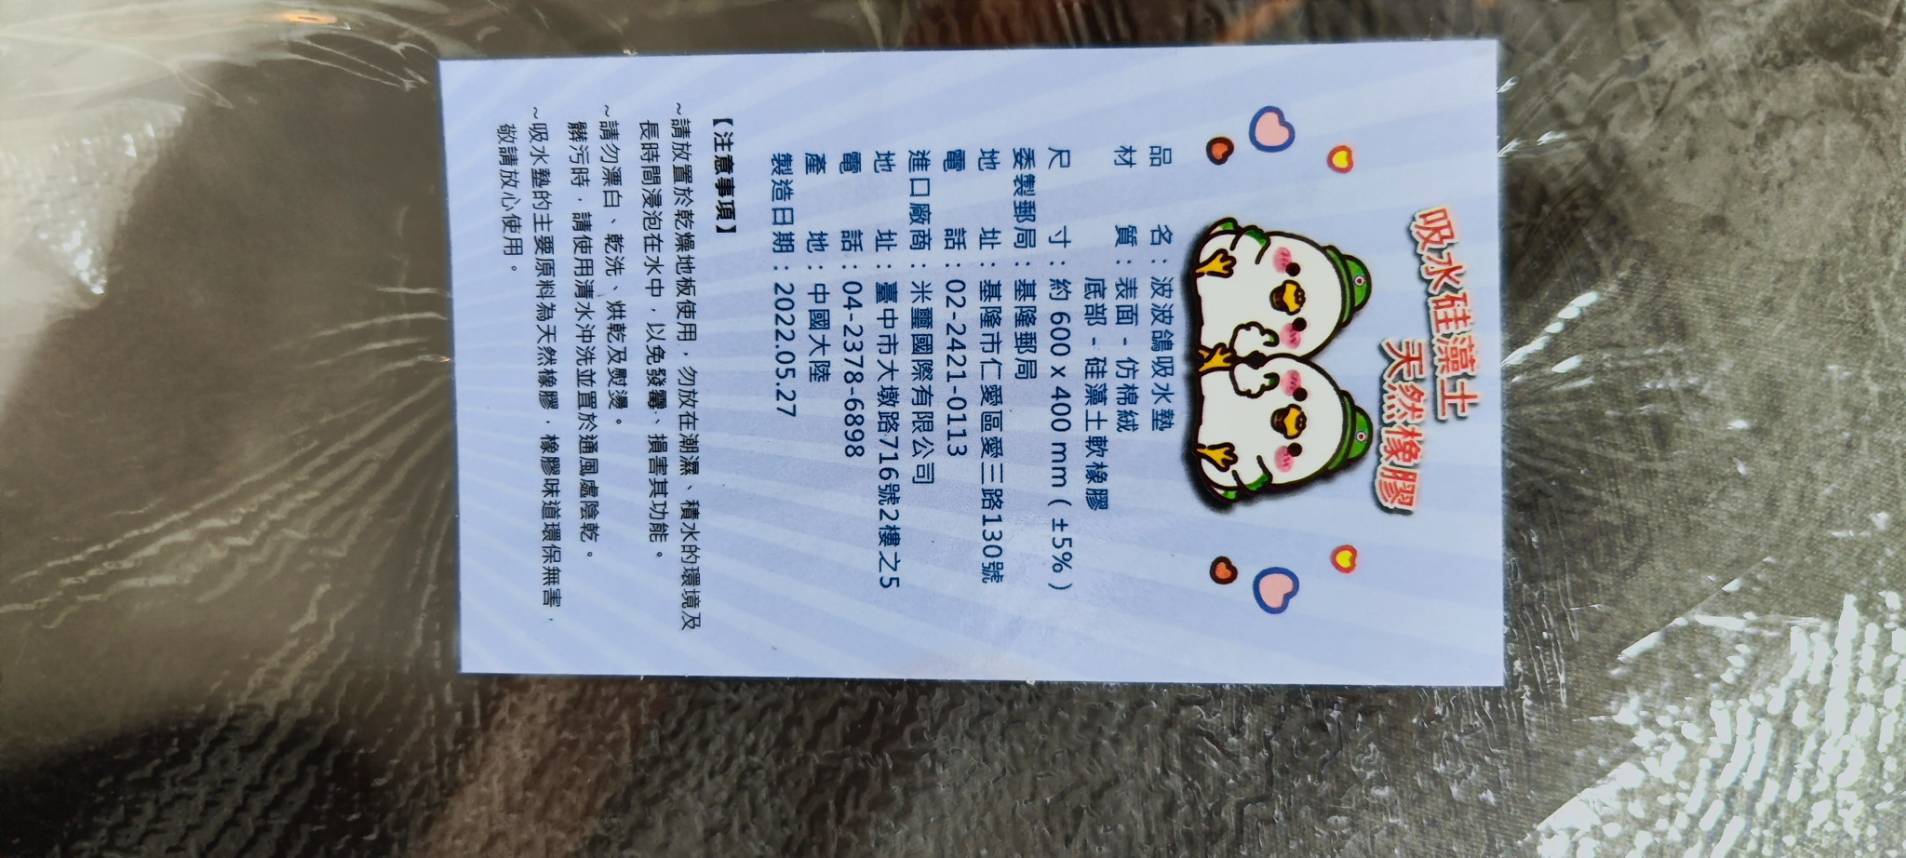 吸水硅藻土
天然橡膠
品名：波波鴿吸水墊
材質：表面 - 仿棉絨
底部 - 硅藻土軟橡膠
尺寸：約 600 x 400 mm ( ±5% )
委製郵局：基隆郵局
地址：基隆市仁愛區愛三路130號
電話：02-2421-0113
進口廠商：米璽國際有限公司
地址：臺中市大墩路716號2樓之5
電話：04-2378-6898
產地：中國大陸
製造日期：2022.05.27
【注意事項】
~請放置於乾燥地板使用，勿放在潮濕、積水的環境及
長時間浸泡在水中，以免發霉、損害其功能。
~請勿漂白、乾洗、烘乾及熨燙。
髒污時，請使用清水沖洗並置於通風處陰乾。
~吸水墊的主要原料為天然橡膠，橡膠味道環保無害，
敬請放心使用。